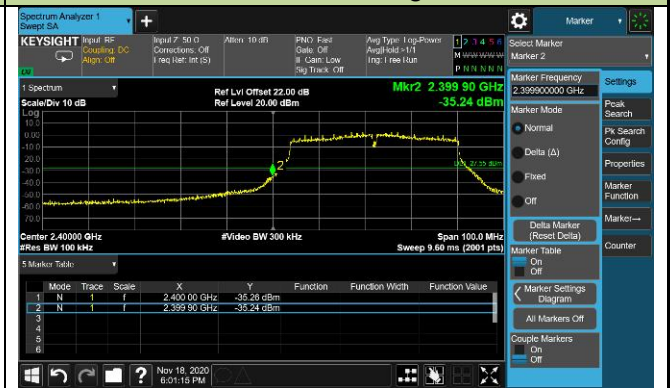 Spectrum Analyzer 1
Swept SA
Marker
KEYSIGHT
Input: RF
Coupling: DC
Align: Off
Input Z: 50 Ω
Corrections: Off
Freq Ref: Int (S)
Atten: 10 dB
PNO: Fast
Gate: Off
IF Gain: Low
Sig Track: Off
Avg Type: Log-Power
Avg|Hold:>1/1
Trig: Free Run
1 2 3 4 5 6
M W W W W W
P N N N N N
Select Marker
Marker 2
1 Spectrum
Scale/Div 10 dB
Ref Lvl Offset 22.00 dB
Ref Level 20.00 dBm
Mkr2 2.399 90 GHz
-35.24 dBm
Log
10.0
0.00
-10.0
-20.0
-30.0
-40.0
-50.0
-60.0
-70.0
2
Center 2.40000 GHz
#Res BW 100 kHz
#Video BW 300 kHz
Span 100.0 MHz
Sweep 9.60 ms (2001 pts)
5 Marker Table
Mode Trace Scale X Y Function Function Width Function Value
1 N 1 f 2.400 00 GHz -35.26 dBm
2 N 1 f 2.399 90 GHz -35.24 dBm
3
4
5
6
Marker Frequency
2.399900000 GHz
Marker Mode
Normal
Delta (Δ)
Fixed
Off
Delta Marker
(Reset Delta)
Marker Table
On
Off
Marker Settings
Diagram
All Markers Off
Couple Markers
On
Off
Settings
Peak
Search
Pk Search
Config
Properties
Marker
Function
Marker→
Counter
Nov 18, 2020
6:01:15 PM